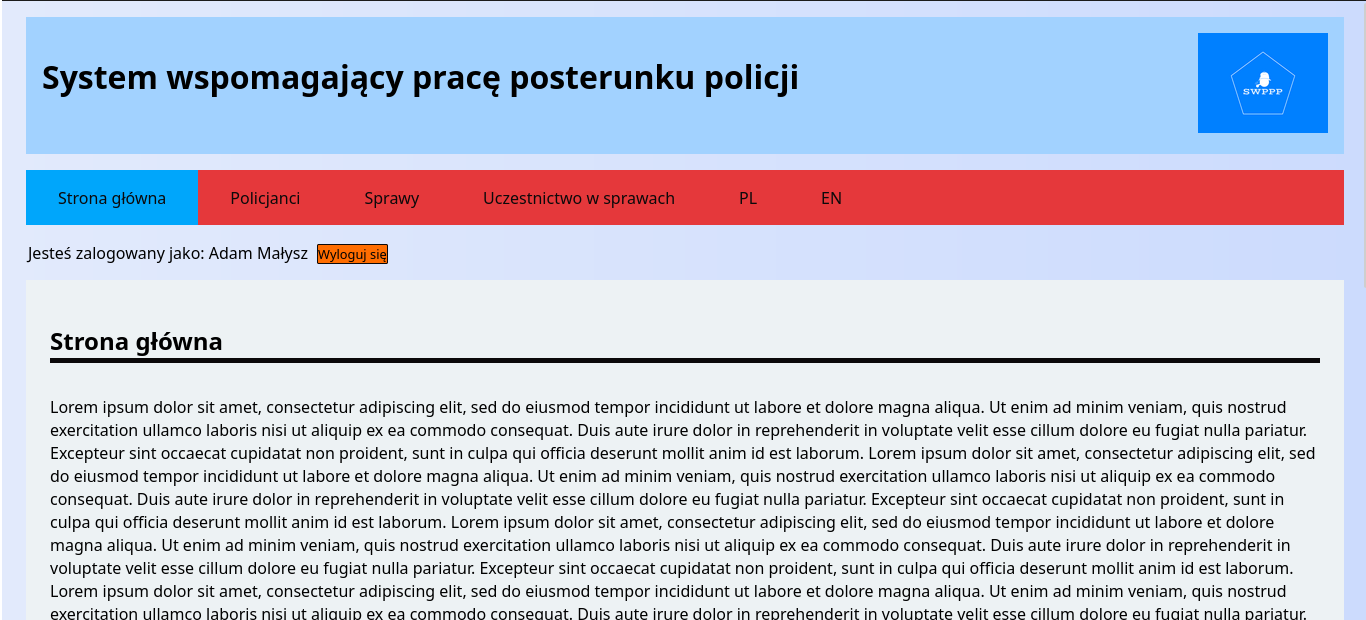 System wspomagający pracę posterunku policji
SWPPP
Strona główna Policjanci Sprawy Uczestnictwo w sprawach PL EN
Jesteś zalogowany jako: Adam Małysz Wyloguj się
Strona główna
Lorem ipsum dolor sit amet, consectetur adipiscing elit, sed do eiusmod tempor incididunt ut labore et dolore magna aliqua. Ut enim ad minim veniam, quis nostrud
exercitation ullamco laboris nisi ut aliquip ex ea commodo consequat. Duis aute irure dolor in reprehenderit in voluptate velit esse cillum dolore eu fugiat nulla pariatur.
Excepteur sint occaecat cupidatat non proident, sunt in culpa qui officia deserunt mollit anim id est laborum. Lorem ipsum dolor sit amet, consectetur adipiscing elit, sed
do eiusmod tempor incididunt ut labore et dolore magna aliqua. Ut enim ad minim veniam, quis nostrud exercitation ullamco laboris nisi ut aliquip ex ea commodo
consequat. Duis aute irure dolor in reprehenderit in voluptate velit esse cillum dolore eu fugiat nulla pariatur. Excepteur sint occaecat cupidatat non proident, sunt in
culpa qui officia deserunt mollit anim id est laborum. Lorem ipsum dolor sit amet, consectetur adipiscing elit, sed do eiusmod tempor incididunt ut labore et dolore
magna aliqua. Ut enim ad minim veniam, quis nostrud exercitation ullamco laboris nisi ut aliquip ex ea commodo consequat. Duis aute irure dolor in reprehenderit in
voluptate velit esse cillum dolore eu fugiat nulla pariatur. Excepteur sint occaecat cupidatat non proident, sunt in culpa qui officia deserunt mollit anim id est laborum.
Lorem ipsum dolor sit amet, consectetur adipiscing elit, sed do eiusmod tempor incididunt ut labore et dolore magna aliqua. Ut enim ad minim veniam, quis nostrud
exercitation ullamco laboris nisi ut aliquip ex ea commodo consequat. Duis aute irure dolor in reprehenderit in voluptate velit esse cillum dolore eu fugiat nulla pariatur.